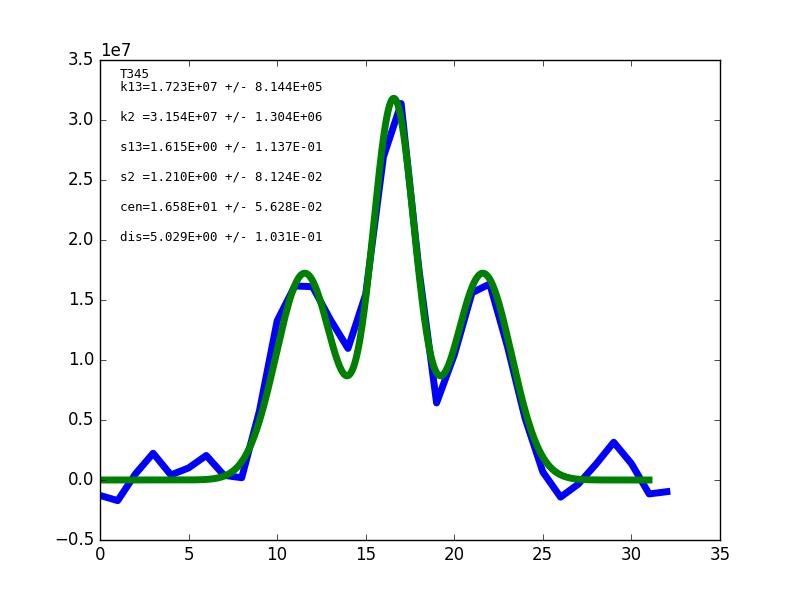 1e7
3.5
3.0
2.5
2.0
1.5
1.0
0.5
0.0
−0.5
T345
k13=1.723E+07 +/- 8.144E+05
k2 =3.154E+07 +/- 1.304E+06
s13=1.615E+00 +/- 1.137E-01
s2 =1.210E+00 +/- 8.124E-02
cen=1.658E+01 +/- 5.628E-02
dis=5.029E+00 +/- 1.031E-01
0 5 10 15 20 25 30 35